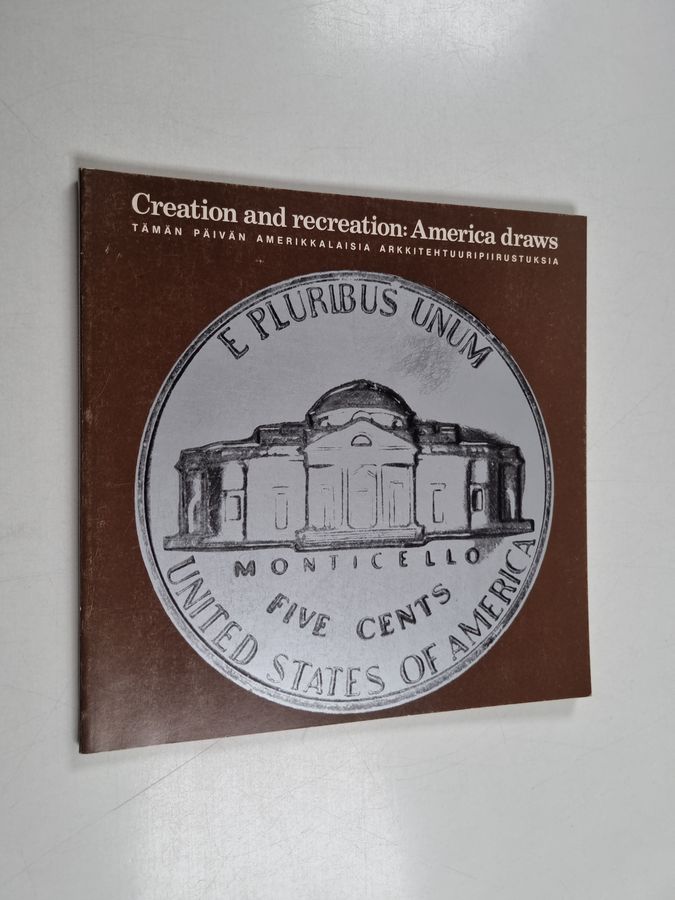 Creation and recreation: America draws
TÄMÄN PÄIVÄN AMERIKKALAISIA ARKKITEHTUURIPIIRUSTUKSIA
E PLURIBUS UNUM
MONTICELLO
FIVE CENTS
UNITED STATES OF AMERICA